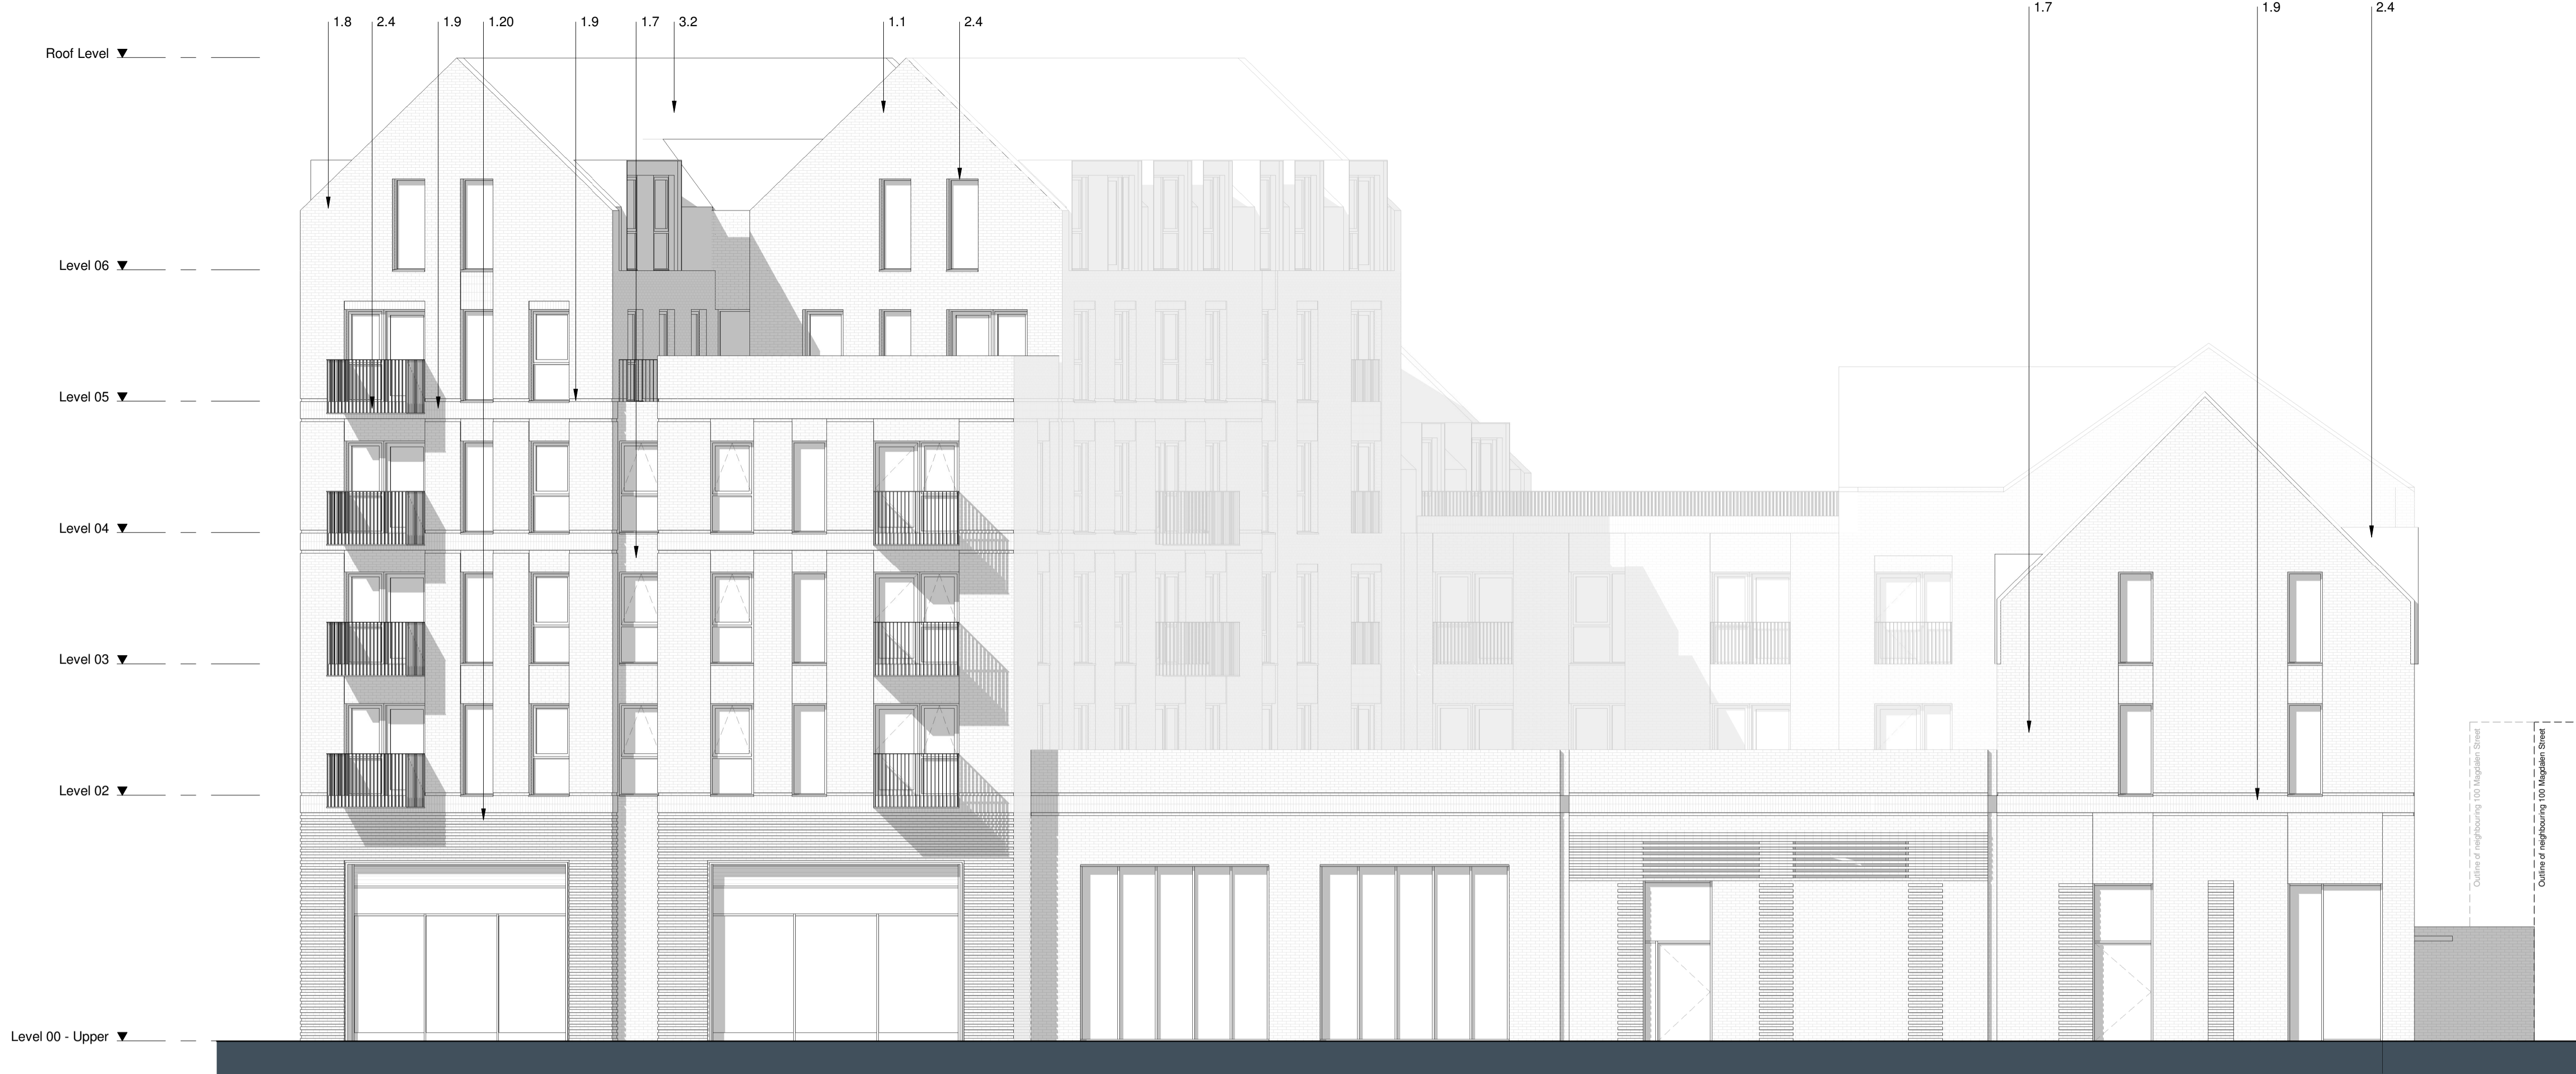 1.8 2.4 1.9 1.20 1.9 1.7 3.2 1.1 2.4 1.7 1.9 2.4
Roof Level
Level 06
Level 05
Level 04
Level 03
Level 02
Level 00 - Upper
Outline of neighbouring 100 Magdalen Street
Outline of neighbouring 100 Magdalen Street